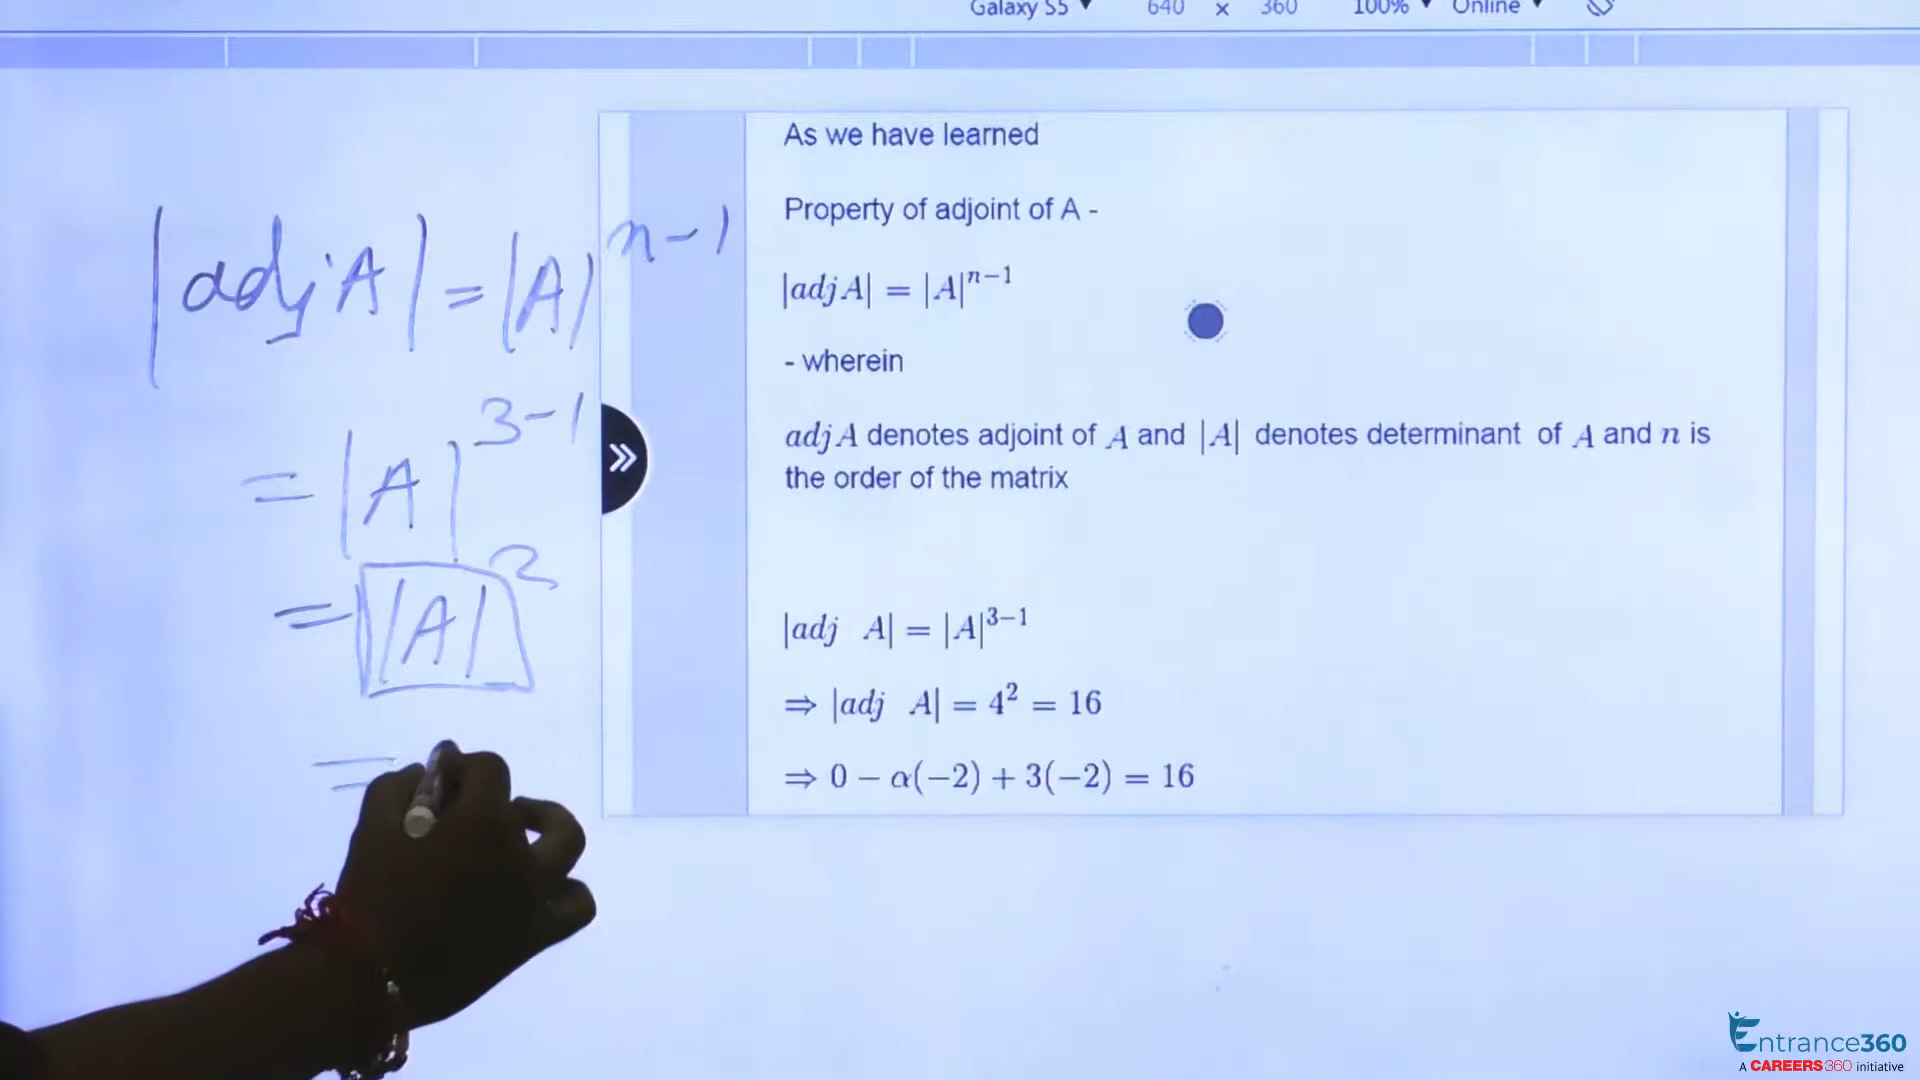 Galaxy S5 ▼ 640 x 360 100% ▼ Online ▼
|adj A| = |A|^{n-1}
= |A|^{3-1}
= |A|^2
=
As we have learned
Property of adjoint of A -
|adj A| = |A|^{n-1}
- wherein
adj A denotes adjoint of A and |A| denotes determinant of A and n is
the order of the matrix
|adj A| = |A|^{3-1}
⇒ |adj A| = 4^2 = 16
⇒ 0 − α(−2) + 3(−2) = 16
Entrance360
A CAREERS360 initiative